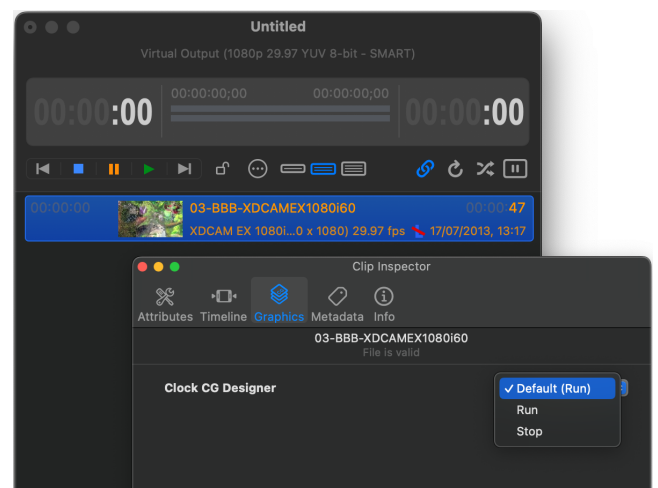 Untitled
Virtual Output (1080p 29.97 YUV 8-bit - SMART)
00:00:00
00:00:00;00 00:00:00;00
00:00:00
00:00:00 03-BBB-XDCAMEX1080i60 00:00:47
XDCAM EX 1080i...0 x 1080) 29.97 fps 17/07/2013, 13:17
Clip Inspector
Attributes Timeline Graphics Metadata Info
03-BBB-XDCAMEX1080i60
File is valid
Clock CG Designer
Default (Run)
Run
Stop